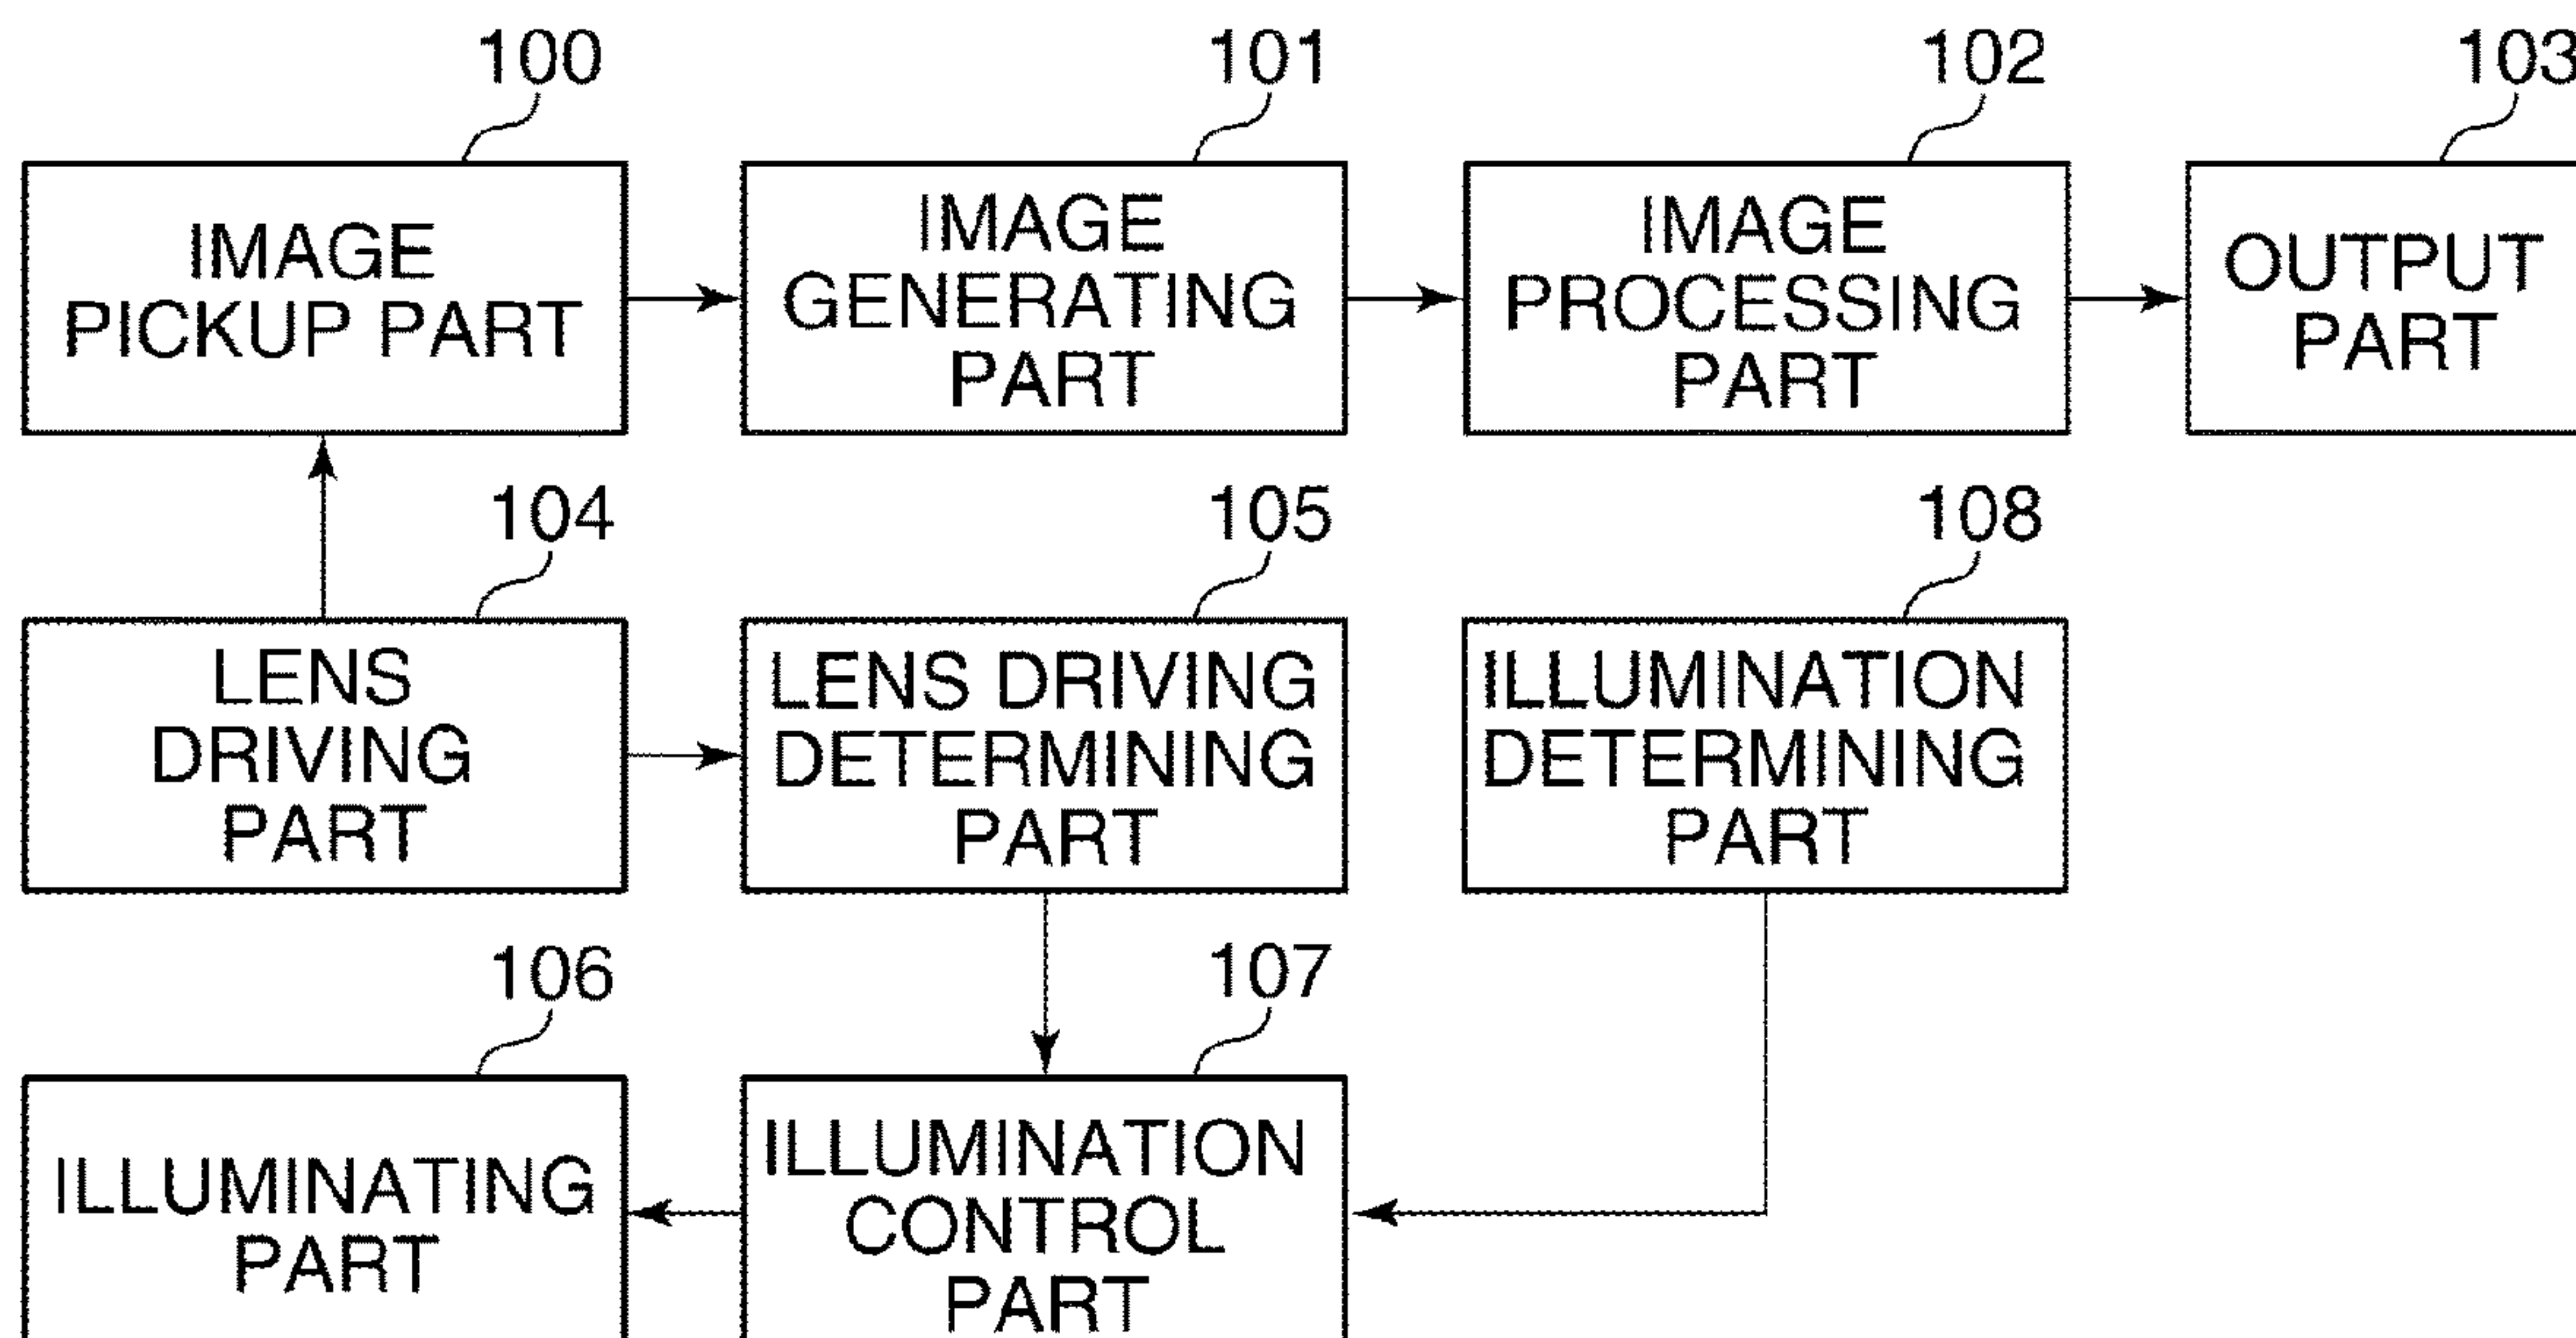 100
101
102
103
IMAGE
PICKUP PART
IMAGE
GENERATING
PART
IMAGE
PROCESSING
PART
OUTPUT
PART
104
105
108
LENS
DRIVING
PART
LENS DRIVING
DETERMINING
PART
ILLUMINATION
DETERMINING
PART
106
107
ILLUMINATING
PART
ILLUMINATION
CONTROL
PART